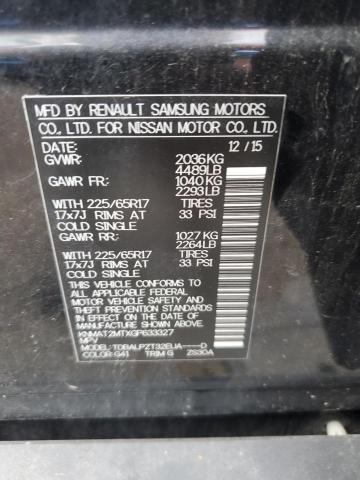 MFD BY RENAULT SAMSUNG MOTORS
CO., LTD. FOR NISSAN MOTOR CO., LTD.
DATE: 12/15
GVWR: 2036KG
4489LB
GAWR FR: 1040KG
2293LB
WITH 225/65R17 TIRES
17x7J RIMS AT 33 PSI
COLD SINGLE
GAWR RR: 1027KG
2264LB
WITH 225/65R17 TIRES
17x7J RIMS AT 33 PSI
COLD SINGLE
THIS VEHICLE CONFORMS TO ALL APPLICABLE
FEDERAL MOTOR VEHICLE SAFETY AND
THEFT PREVENTION STANDARDS IN
EFFECT ON THE DATE OF MANUFACTURE
SHOWN ABOVE.
KNMAT2MTXGP633327
MPV
MODEL: TDBALPZT32EUA----D
COLOR: G41 TRIM G ZS30A